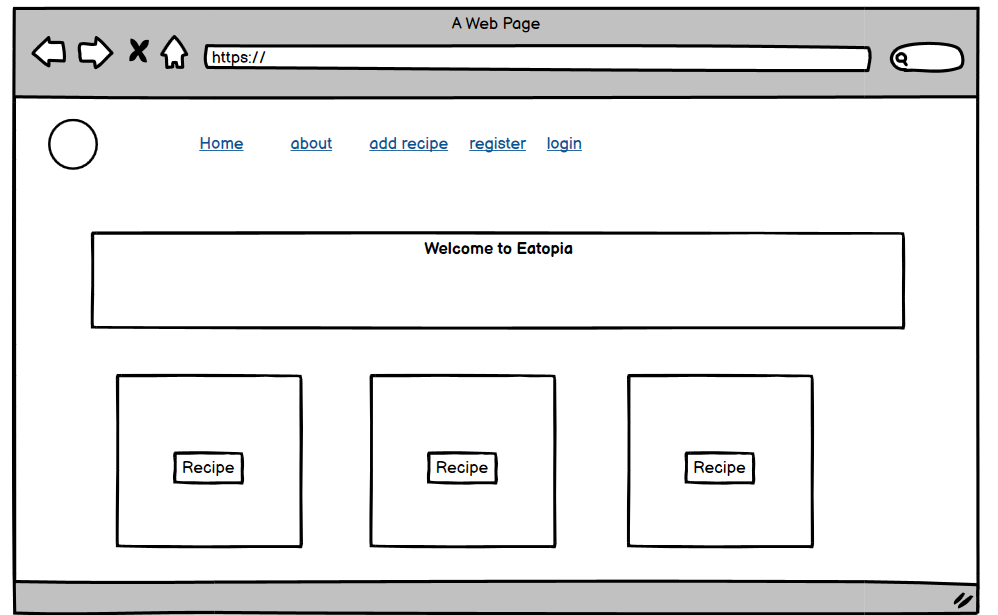 A Web Page
https://
Home about add recipe register login
Welcome to Eatopia
Recipe Recipe Recipe